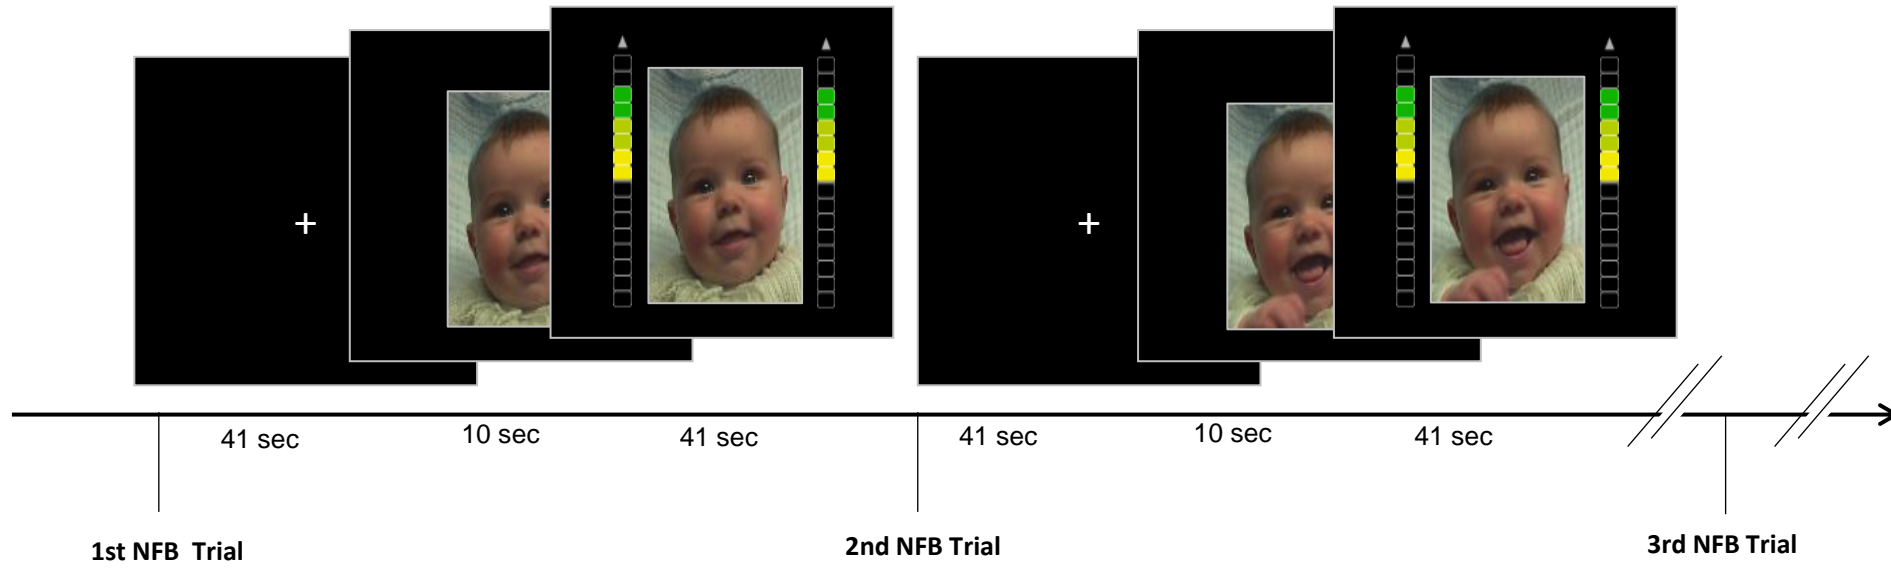 +
+
41 sec
10 sec
41 sec
41 sec
10 sec
41 sec
1st NFB Trial
2nd NFB Trial
3rd NFB Trial